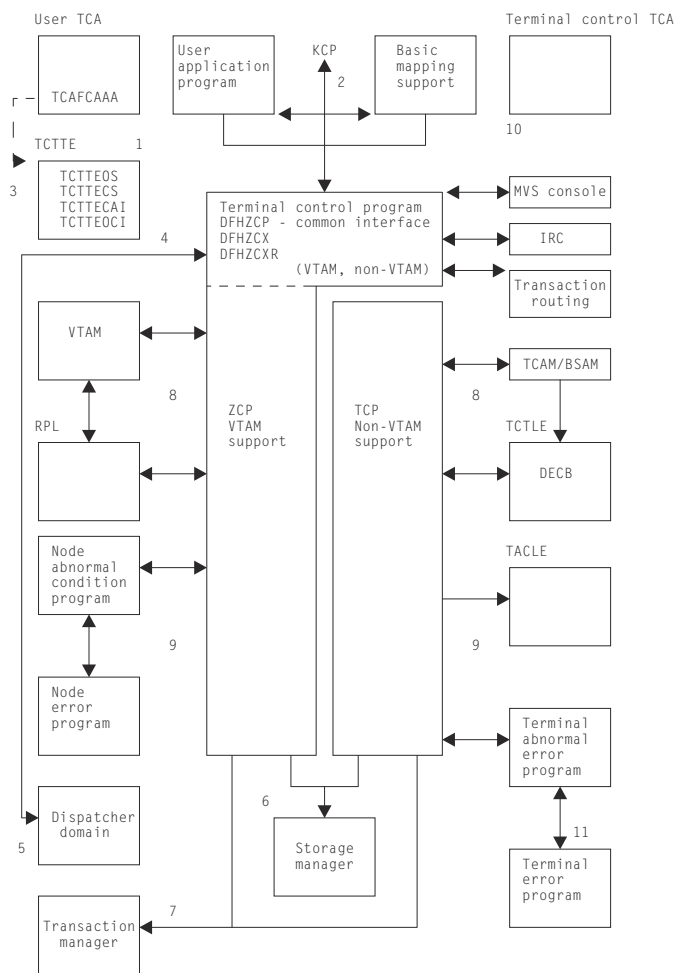 User TCA
Terminal control TCA
TCAFCAAA
User
application
program
KCP
2
Basic
mapping
support
10
TCTTE
1
3
TCTTEOS
TCTTECS
TCTTECAI
TCTTEOCI
4
Terminal control program
DFHZCP - common interface
DFHZCX
DFHZCXR
(VTAM, non-VTAM)
MVS console
IRC
Transaction
routing
VTAM
8
RPL
ZCP
VTAM
support
TCP
Non-VTAM
support
TCAM/BSAM
8
TCTLE
DECB
Node
abnormal
condition
program
9
Node
error
program
TACLE
9
Terminal
abnormal
error
program
11
Terminal
error
program
5
Dispatcher
domain
6
Storage
manager
7
Transaction
manager